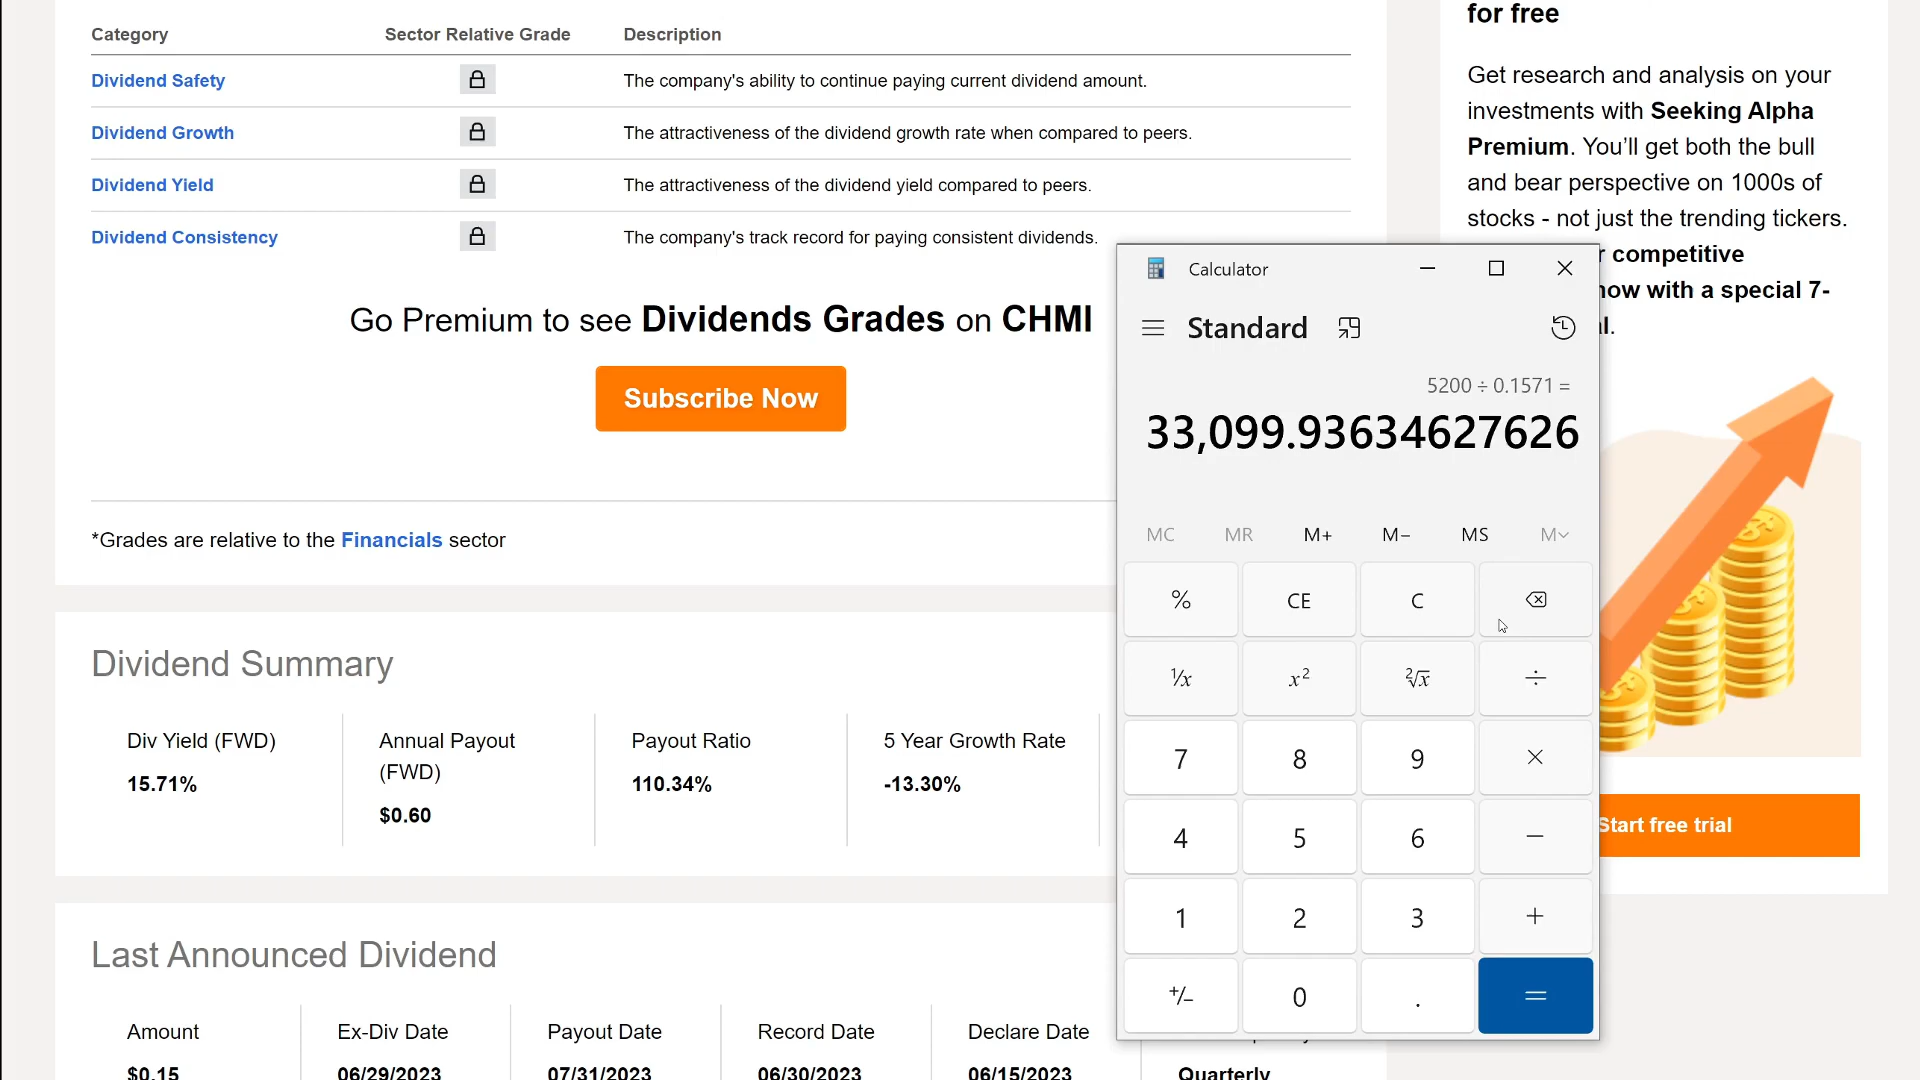 Category Sector Relative Grade Description
Dividend Safety The company's ability to continue paying current dividend amount.
Dividend Growth The attractiveness of the dividend growth rate when compared to peers.
Dividend Yield The attractiveness of the dividend yield compared to peers.
Dividend Consistency The company's track record for paying consistent dividends.
Go Premium to see Dividends Grades on CHMI
Subscribe Now
*Grades are relative to the Financials sector
Dividend Summary
Div Yield (FWD)
15.71%
Annual Payout
(FWD)
$0.60
Payout Ratio
110.34%
5 Year Growth Rate
-13.30%
Last Announced Dividend
Amount Ex-Div Date Payout Date Record Date Declare Date
$0.15 06/29/2023 07/31/2023 06/30/2023 06/15/2023 Quarterly
for free
Get research and analysis on your
investments with Seeking Alpha
Premium. You’ll get both the bull
and bear perspective on 1000s of
stocks - not just the trending tickers.
competitive
now with a special 7-
Start free trial
Calculator
Standard
5200 ÷ 0.1571 =
33,099.93634627626
MC MR M+ M− MS M
% CE C
¹/x x² ²√x ÷
7 8 9 ×
4 5 6 −
1 2 3 +
+/− 0 . =